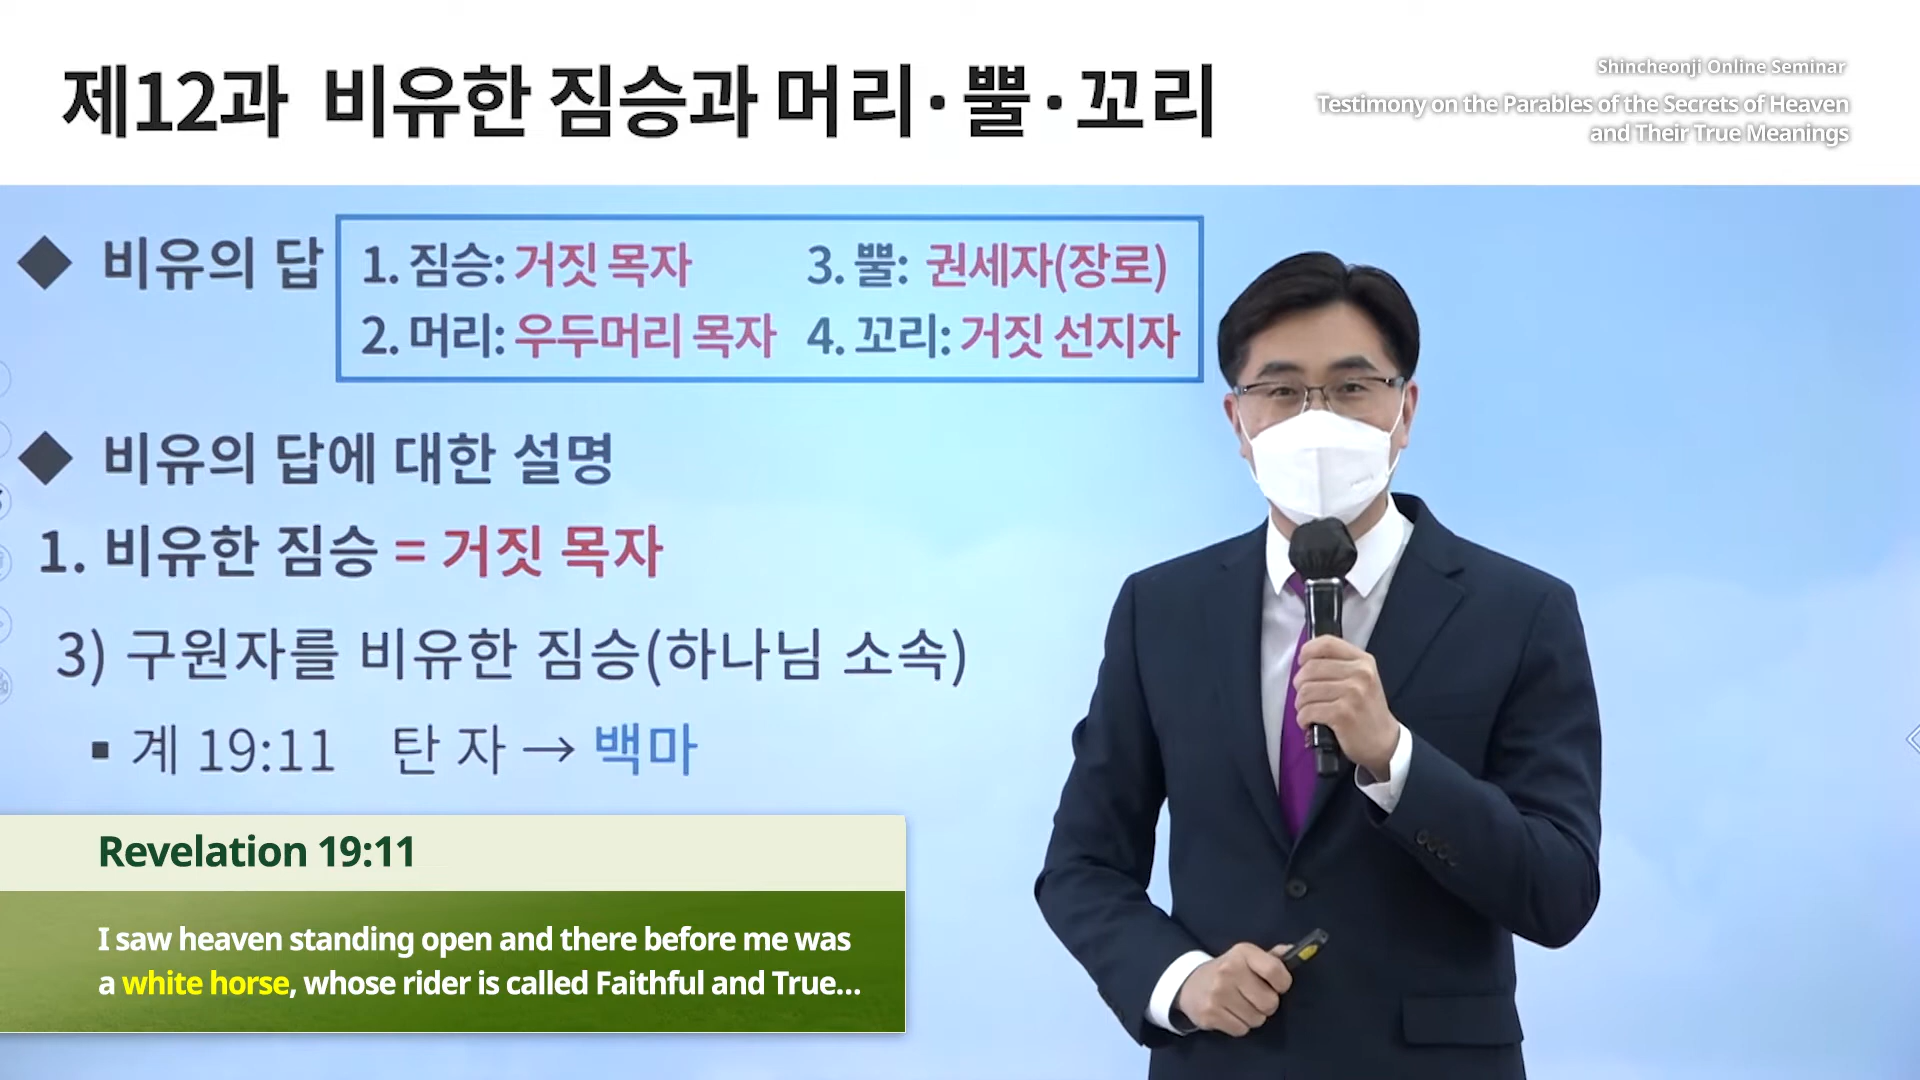 제12과 비유한 짐승과 머리·뿔·꼬리
Shincheonji Online Seminar
Testimony on the Parables of the Secrets of Heaven
and Their True Meanings
◆ 비유의 답
1. 짐승: 거짓 목자 3. 뿔: 권세자(장로)
2. 머리: 우두머리 목자 4. 꼬리: 거짓 선지자
◆ 비유의 답에 대한 설명
1. 비유한 짐승 = 거짓 목자
3) 구원자를 비유한 짐승(하나님 소속)
▪ 계 19:11 탄 자 → 백마
Revelation 19:11
I saw heaven standing open and there before me was
a white horse, whose rider is called Faithful and True...